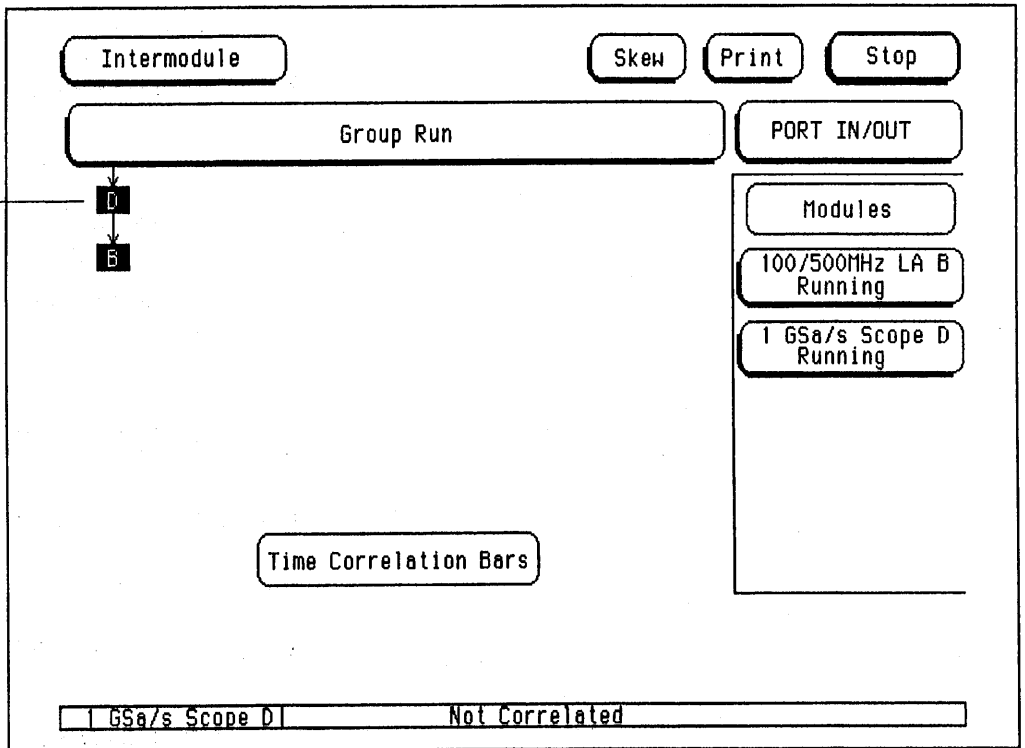 Intermodule
Skew
Print
Stop
Group Run
PORT IN/OUT
D
B
Modules
100/500MHz LA B
Running
1 GSa/s Scope D
Running
Time Correlation Bars
1 GSa/s Scope D
Not Correlated